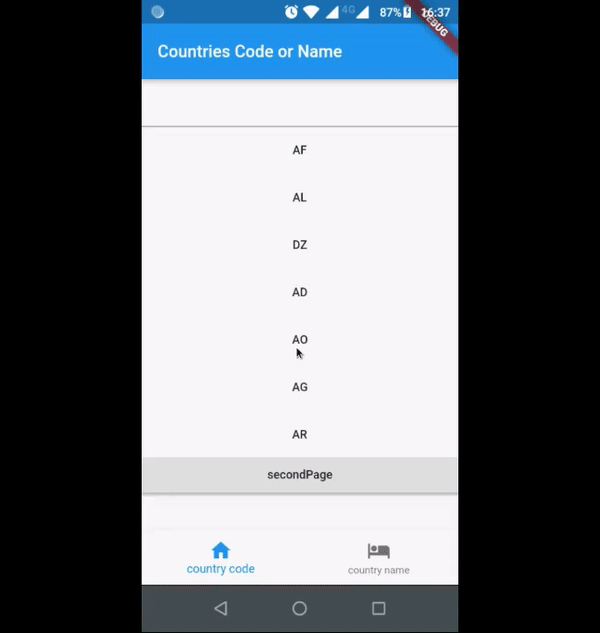 4G
87%
16:37
DEBUG
Countries Code or Name
AF
AL
DZ
AD
AO
AG
AR
secondPage
country code
country name